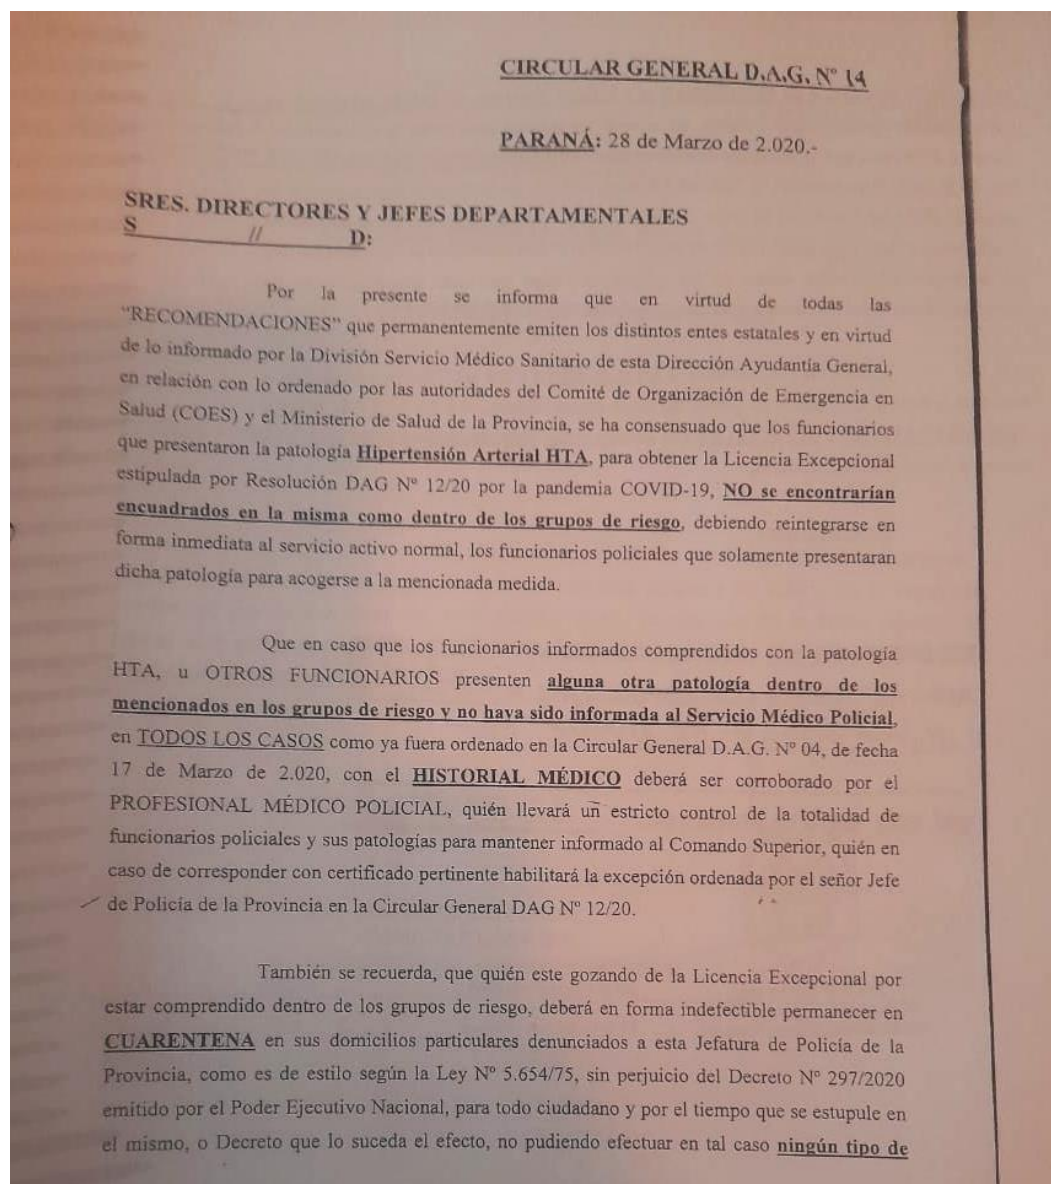 CIRCULAR GENERAL D.A.G. Nº 14
PARANÁ: 28 de Marzo de 2.020.-
SRES. DIRECTORES Y JEFES DEPARTAMENTALES
S // D:
Por la presente se informa que en virtud de todas las
“RECOMENDACIONES” que permanentemente emiten los distintos entes estatales y en virtud
de lo informado por la División Servicio Médico Sanitario de esta Dirección Ayudantía General,
en relación con lo ordenado por las autoridades del Comité de Organización de Emergencia en
Salud (COES) y el Ministerio de Salud de la Provincia, se ha consensuado que los funcionarios
que presentaron la patología Hipertensión Arterial HTA, para obtener la Licencia Excepcional
estipulada por Resolución DAG Nº 12/20 por la pandemia COVID-19, NO se encontrarían
encuadrados en la misma como dentro de los grupos de riesgo, debiendo reintegrarse en
forma inmediata al servicio activo normal, los funcionarios policiales que solamente presentaran
dicha patología para acogerse a la mencionada medida.
Que en caso que los funcionarios informados comprendidos con la patología
HTA, u OTROS FUNCIONARIOS presenten alguna otra patología dentro de los
mencionados en los grupos de riesgo y no haya sido informada al Servicio Médico Policial,
en TODOS LOS CASOS como ya fuera ordenado en la Circular General D.A.G. Nº 04, de fecha
17 de Marzo de 2.020, con el HISTORIAL MÉDICO deberá ser corroborado por el
PROFESIONAL MÉDICO POLICIAL, quién llevará un estricto control de la totalidad de
funcionarios policiales y sus patologías para mantener informado al Comando Superior, quién en
caso de corresponder con certificado pertinente habilitará la excepción ordenada por el señor Jefe
de Policía de la Provincia en la Circular General DAG Nº 12/20.
También se recuerda, que quién este gozando de la Licencia Excepcional por
estar comprendido dentro de los grupos de riesgo, deberá en forma indefectible permanecer en
CUARENTENA en sus domicilios particulares denunciados a esta Jefatura de Policía de la
Provincia, como es de estilo según la Ley Nº 5.654/75, sin perjuicio del Decreto Nº 297/2020
emitido por el Poder Ejecutivo Nacional, para todo ciudadano y por el tiempo que se estupule en
el mismo, o Decreto que lo suceda el efecto, no pudiendo efectuar en tal caso ningún tipo de